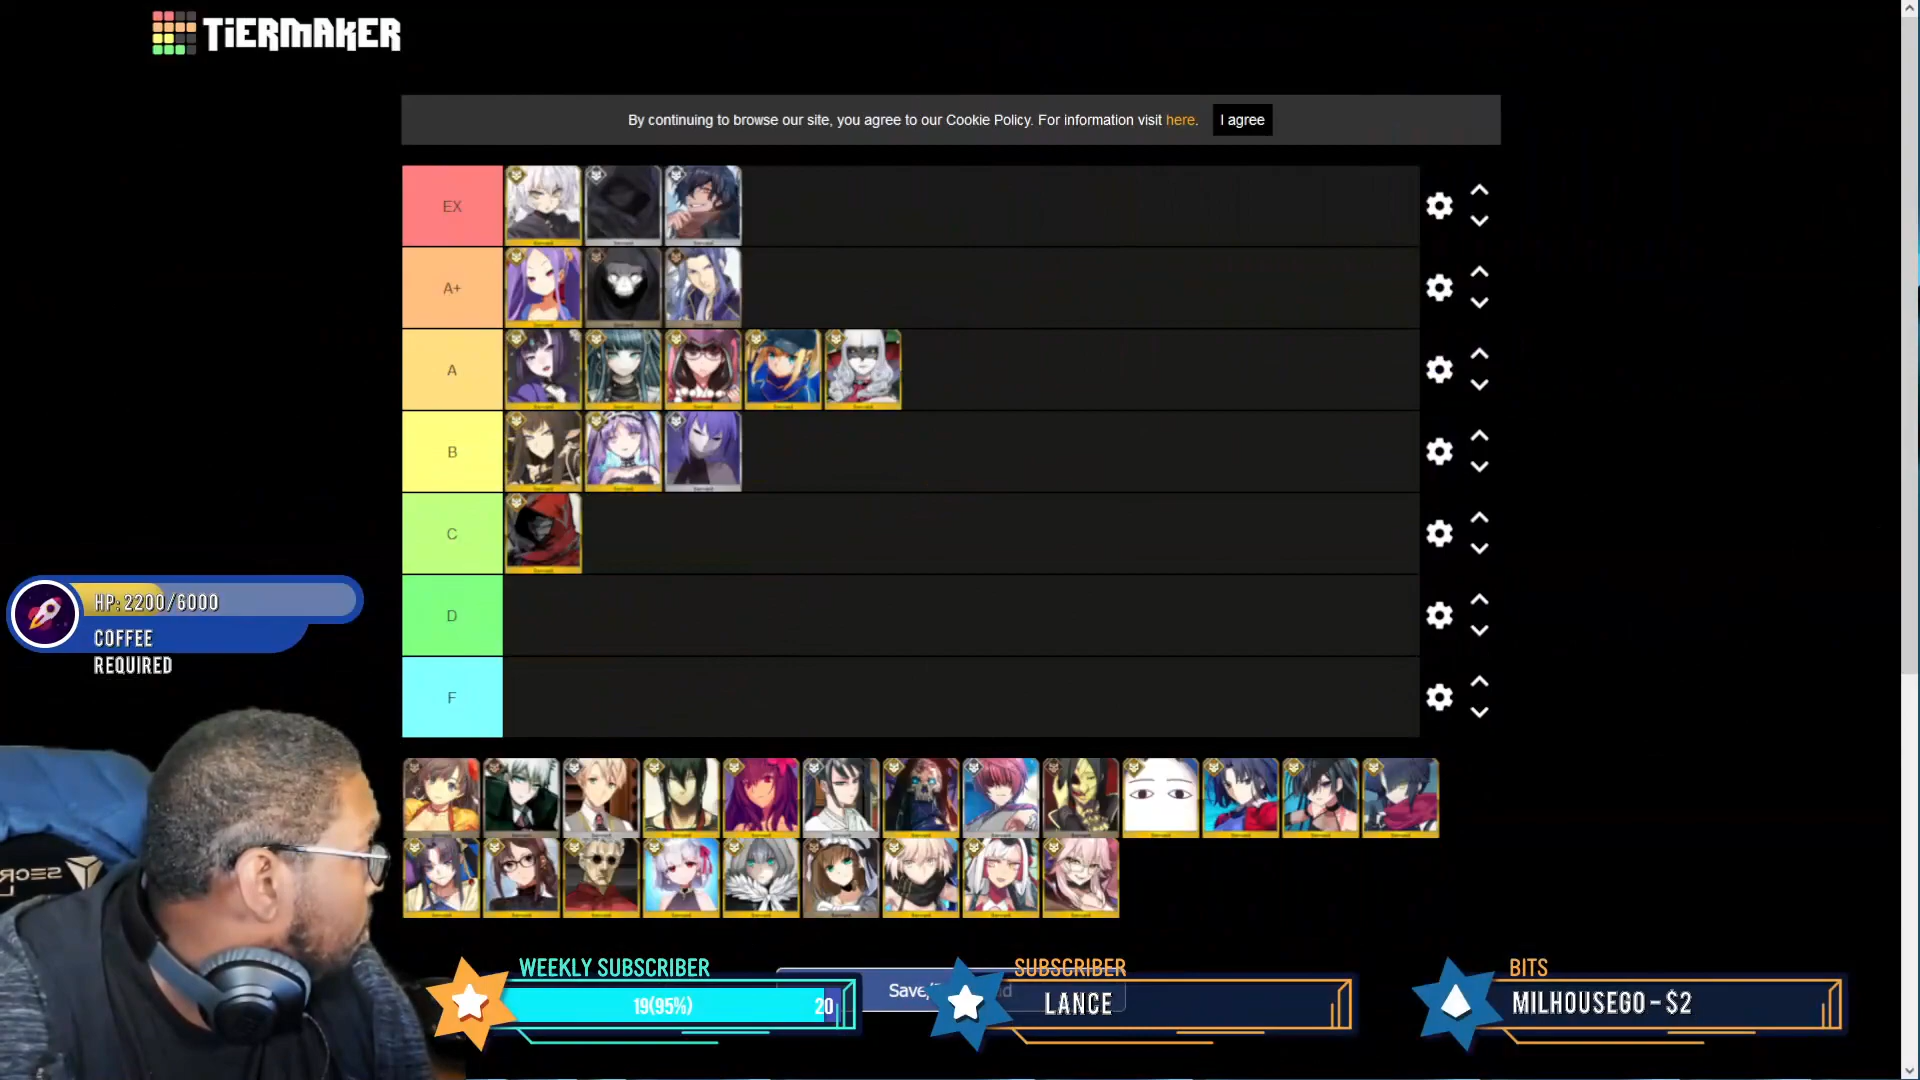 TiERMAKER
By continuing to browse our site, you agree to our Cookie Policy. For information visit here.
I agree
EX
A+
A
B
C
D
F
HP: 2200/6000
COFFEE
REQUIRED
WEEKLY SUBSCRIBER
19(95%)
20
Save/
SUBSCRIBER
LANCE
BITS
MILHOUSEGO - $2